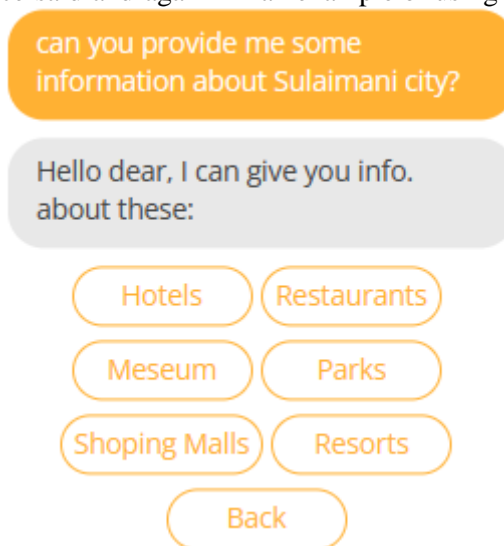 can you provide me some
information about Sulaimani city?
Hello dear, I can give you info.
about these:
Hotels
Restaurants
Meseum
Parks
Shoping Malls
Resorts
Back